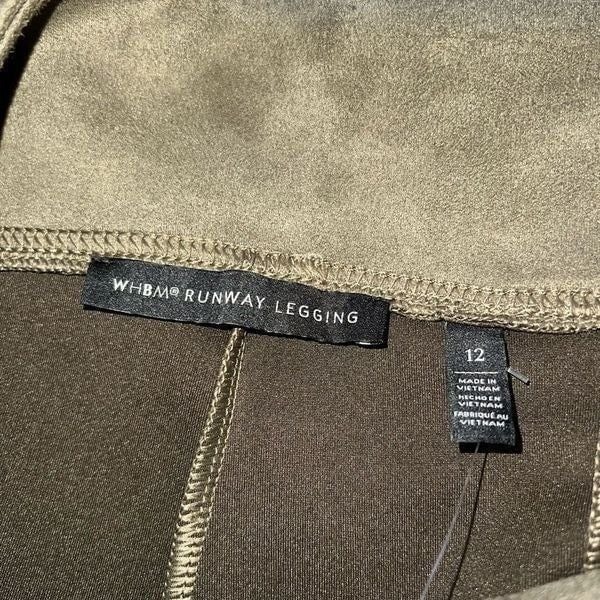 WHBM® RUNWAY LEGGING
12
MADE IN
VIETNAM
HECHO EN
VIETNAM
FABRIQUÉ AU
VIETNAM